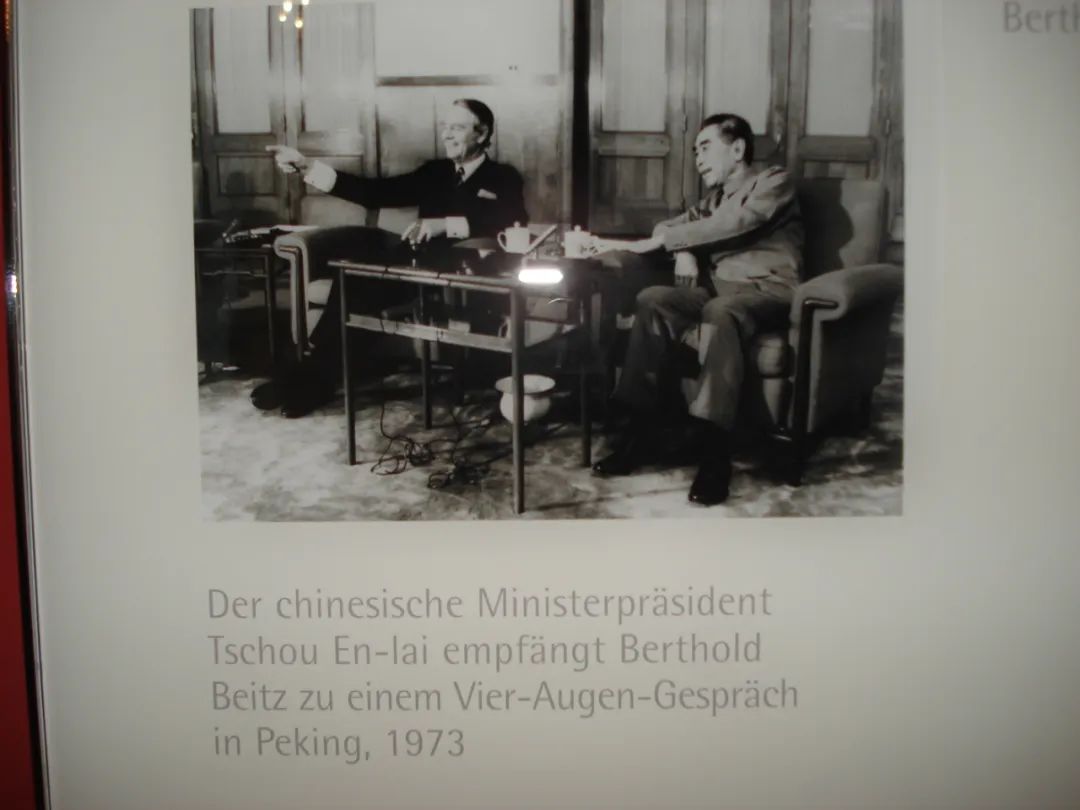 Der chinesische Ministerpräsident
Tschou En-lai empfängt Berthold
Beitz zu einem Vier-Augen-Gespräch
in Peking, 1973